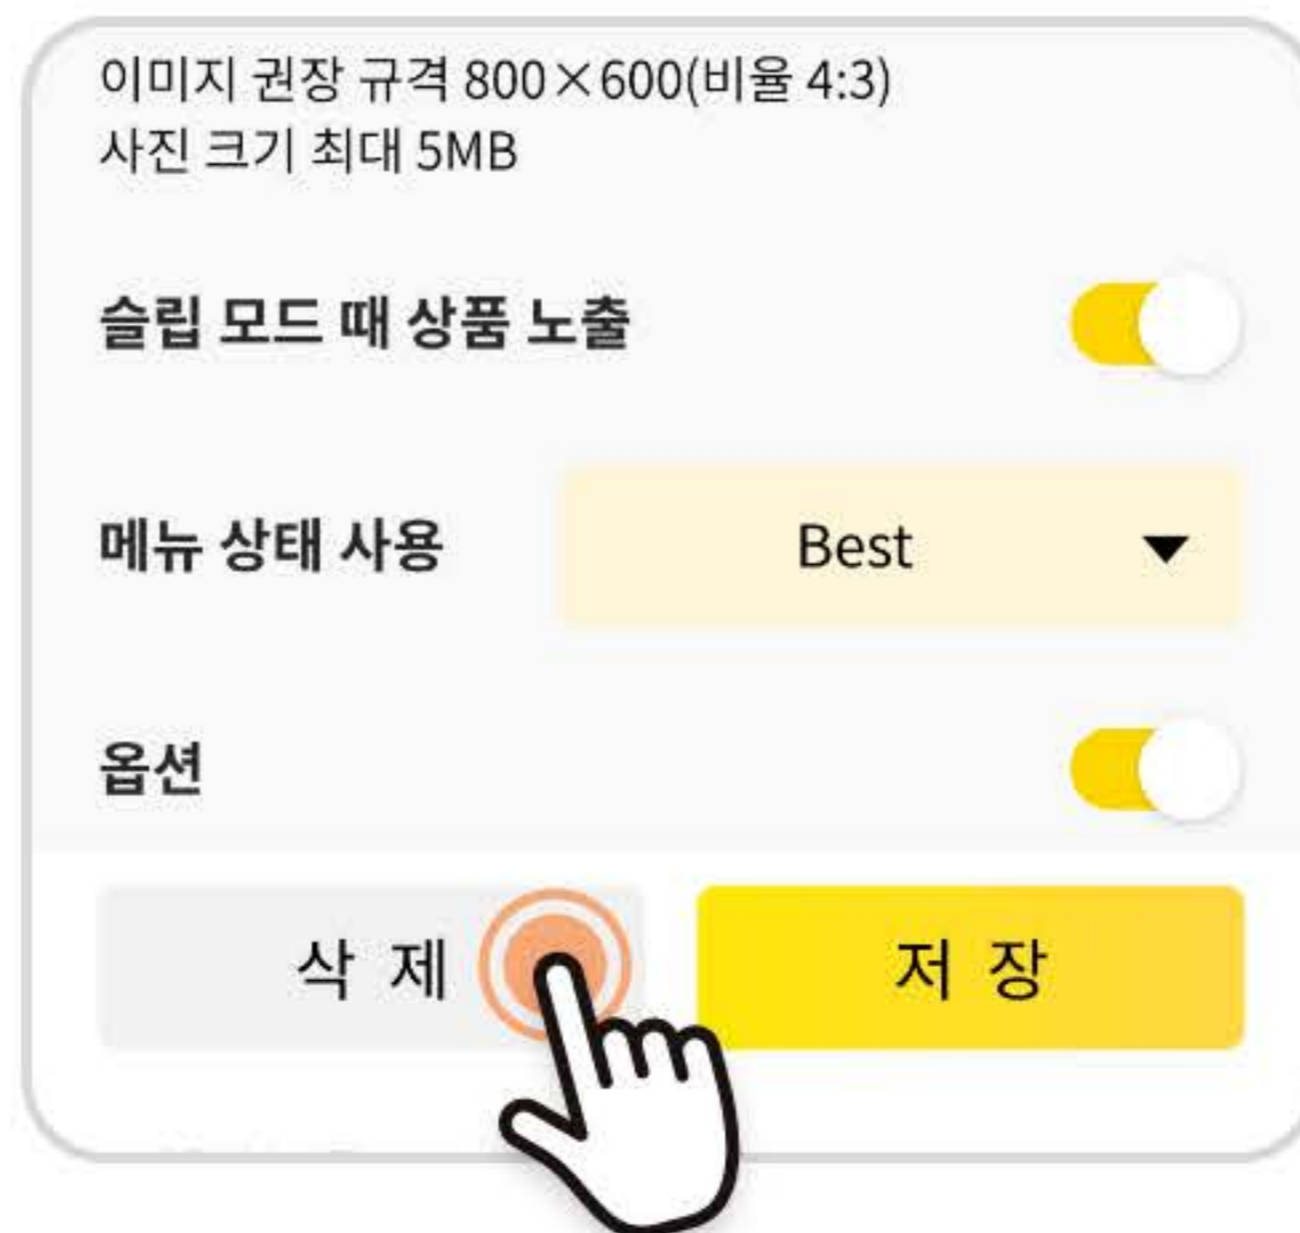 이미지 권장 규격 800×600(비율 4:3)
사진 크기 최대 5MB
슬립 모드 때 상품 노출
메뉴 상태 사용 Best
옵션
삭 제 저 장